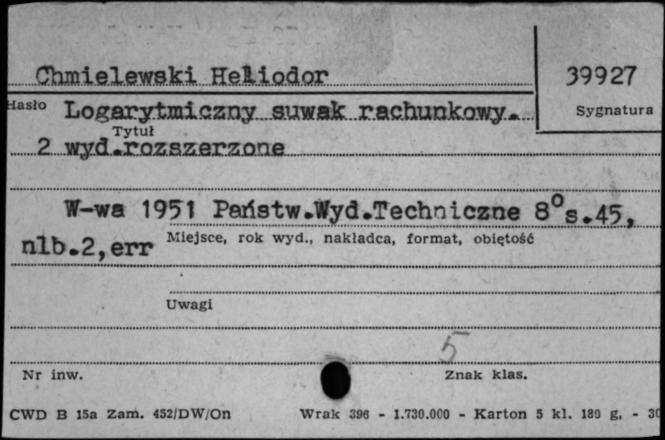 Chmielewski Heliodor
39927
Hasło
Sygnatura
Logarytmiczny suwak rachunkowy.
Tytuł
2 wyd.rozszerzone
W-wa 1951 Państw.Wyd.Techniczne 8° s.45,
nlb.2,err
Miejsce, rok wyd., nakładca, format, objętość
Uwagi
5
Nr inw.
Znak klas.
CWD B 15a Zam. 452/DW/On Wrak 396 - 1.730.000 - Karton 5 kl. 180 g, - 30